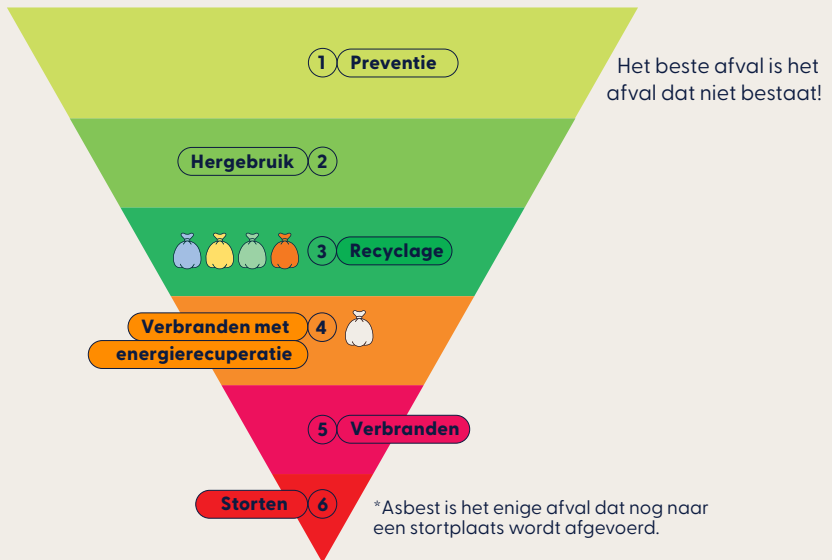 1 Preventie
Het beste afval is het
afval dat niet bestaat!
Hergebruik 2
3 Recyclage
Verbranden met 4
energierecuperatie
5 Verbranden
Storten 6
*Asbest is het enige afval dat nog naar
een stortplaats wordt afgevoerd.